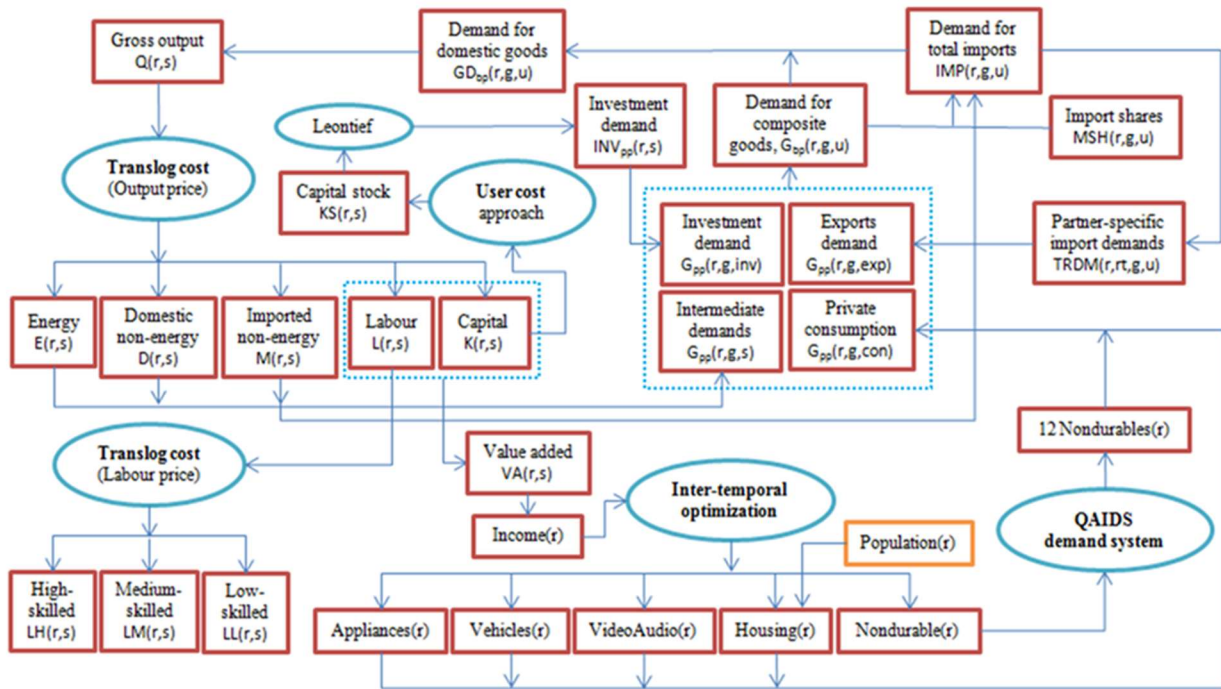 Gross output
Q(r,s)
Demand for
domestic goods
GDbp(r,g,u)
Demand for
total imports
IMP(r,g,u)
Leontief
Investment
demand
INVpp(r,s)
Demand for
composite
goods, Gbp(r,g,u)
Import shares
MSH(r,g,u)
Translog cost
(Output price)
Capital stock
KS(r,s)
User cost
approach
Investment
demand
Gpp(r,g,inv)
Exports
demand
Gpp(r,g,exp)
Partner-specific
import demands
TRDM(r,rt,g,u)
Energy
E(r,s)
Domestic
non-energy
D(r,s)
Imported
non-energy
M(r,s)
Labour
L(r,s)
Capital
K(r,s)
Intermediate
demands
Gpp(r,g,s)
Private
consumption
Gpp(r,g,con)
Translog cost
(Labour price)
Value added
VA(r,s)
12 Nondurables(r)
Income(r)
Inter-temporal
optimization
Population(r)
QAIDS
demand system
High-
skilled
LH(r,s)
Medium-
skilled
LM(r,s)
Low-
skilled
LL(r,s)
Appliances(r)
Vehicles(r)
VideoAudio(r)
Housing(r)
Nondurable(r)